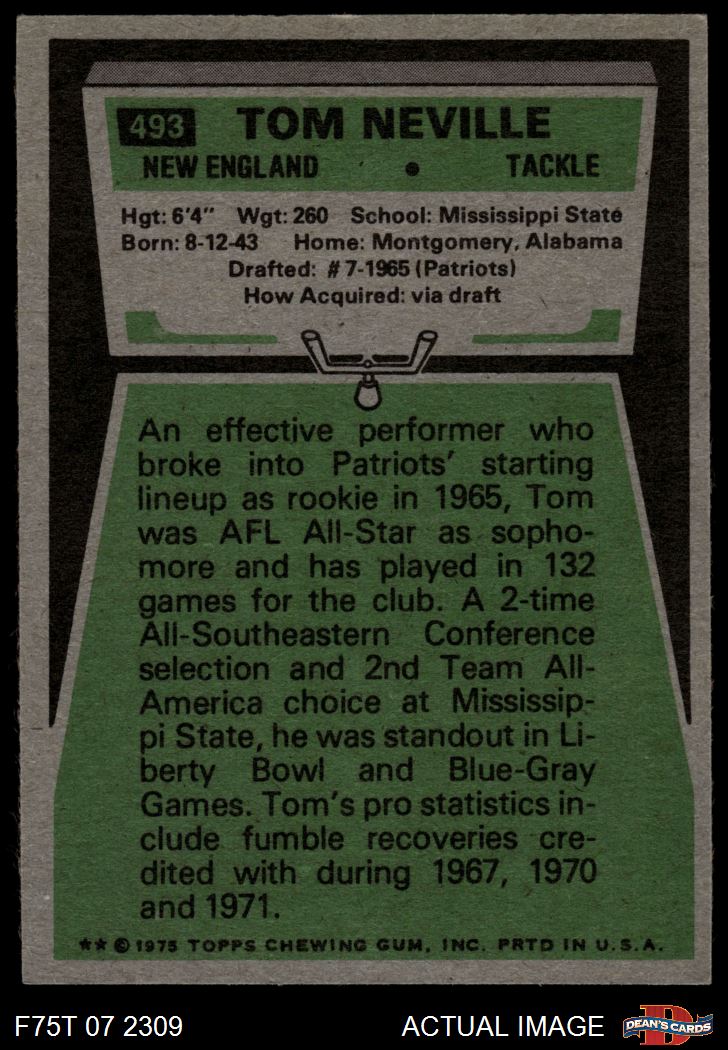 493 TOM NEVILLE
NEW ENGLAND • TACKLE
Hgt: 6'4" Wgt: 260 School: Mississippi State
Born: 8-12-43 Home: Montgomery, Alabama
Drafted: #7-1965 (Patriots)
How Acquired: via draft
An effective performer who
broke into Patriots' starting
lineup as rookie in 1965, Tom
was AFL All-Star as sopho-
more and has played in 132
games for the club. A 2-time
All-Southeastern Conference
selection and 2nd Team All-
America choice at Mississip-
pi State, he was standout in Li-
berty Bowl and Blue-Gray
Games. Tom's pro statistics in-
clude fumble recoveries cre-
dited with during 1967, 1970
and 1971.
★★ © 1975 TOPPS CHEWING GUM, INC. PRTD IN U.S.A.
F75T 07 2309 ACTUAL IMAGE D DEAN'S CARDS